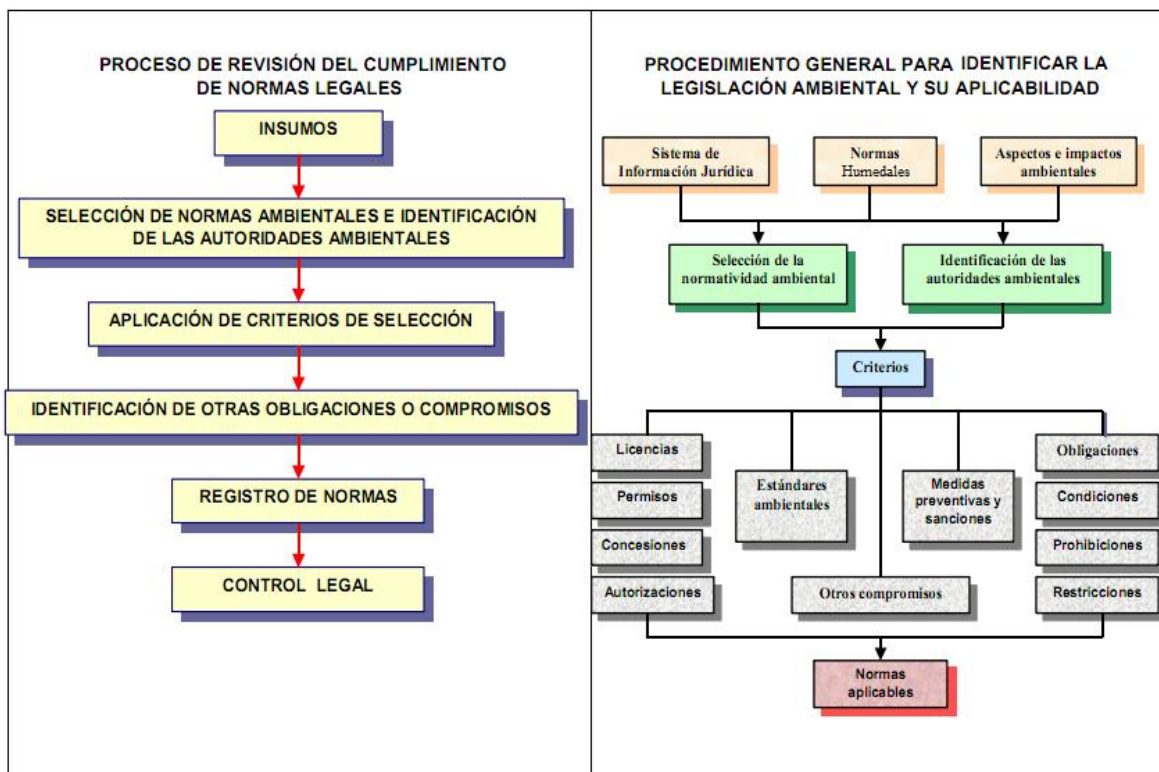 PROCESO DE REVISIÓN DEL CUMPLIMIENTO
DE NORMAS LEGALES
INSUMOS
SELECCIÓN DE NORMAS AMBIENTALES E IDENTIFICACIÓN
DE LAS AUTORIDADES AMBIENTALES
APLICACIÓN DE CRITERIOS DE SELECCIÓN
IDENTIFICACIÓN DE OTRAS OBLIGACIONES O COMPROMISOS
REGISTRO DE NORMAS
CONTROL LEGAL
PROCEDIMIENTO GENERAL PARA IDENTIFICAR LA
LEGISLACIÓN AMBIENTAL Y SU APLICABILIDAD
Sistema de
Información Jurídica
Normas
Humedales
Aspectos e impactos
ambientales
Selección de la
normatividad ambiental
Identificación de las
autoridades ambientales
Criterios
Licencias
Permisos
Concesiones
Autorizaciones
Estándares
ambientales
Otros compromisos
Medidas
preventivas y
sanciones
Obligaciones
Condiciones
Prohibiciones
Restricciones
Normas
aplicables